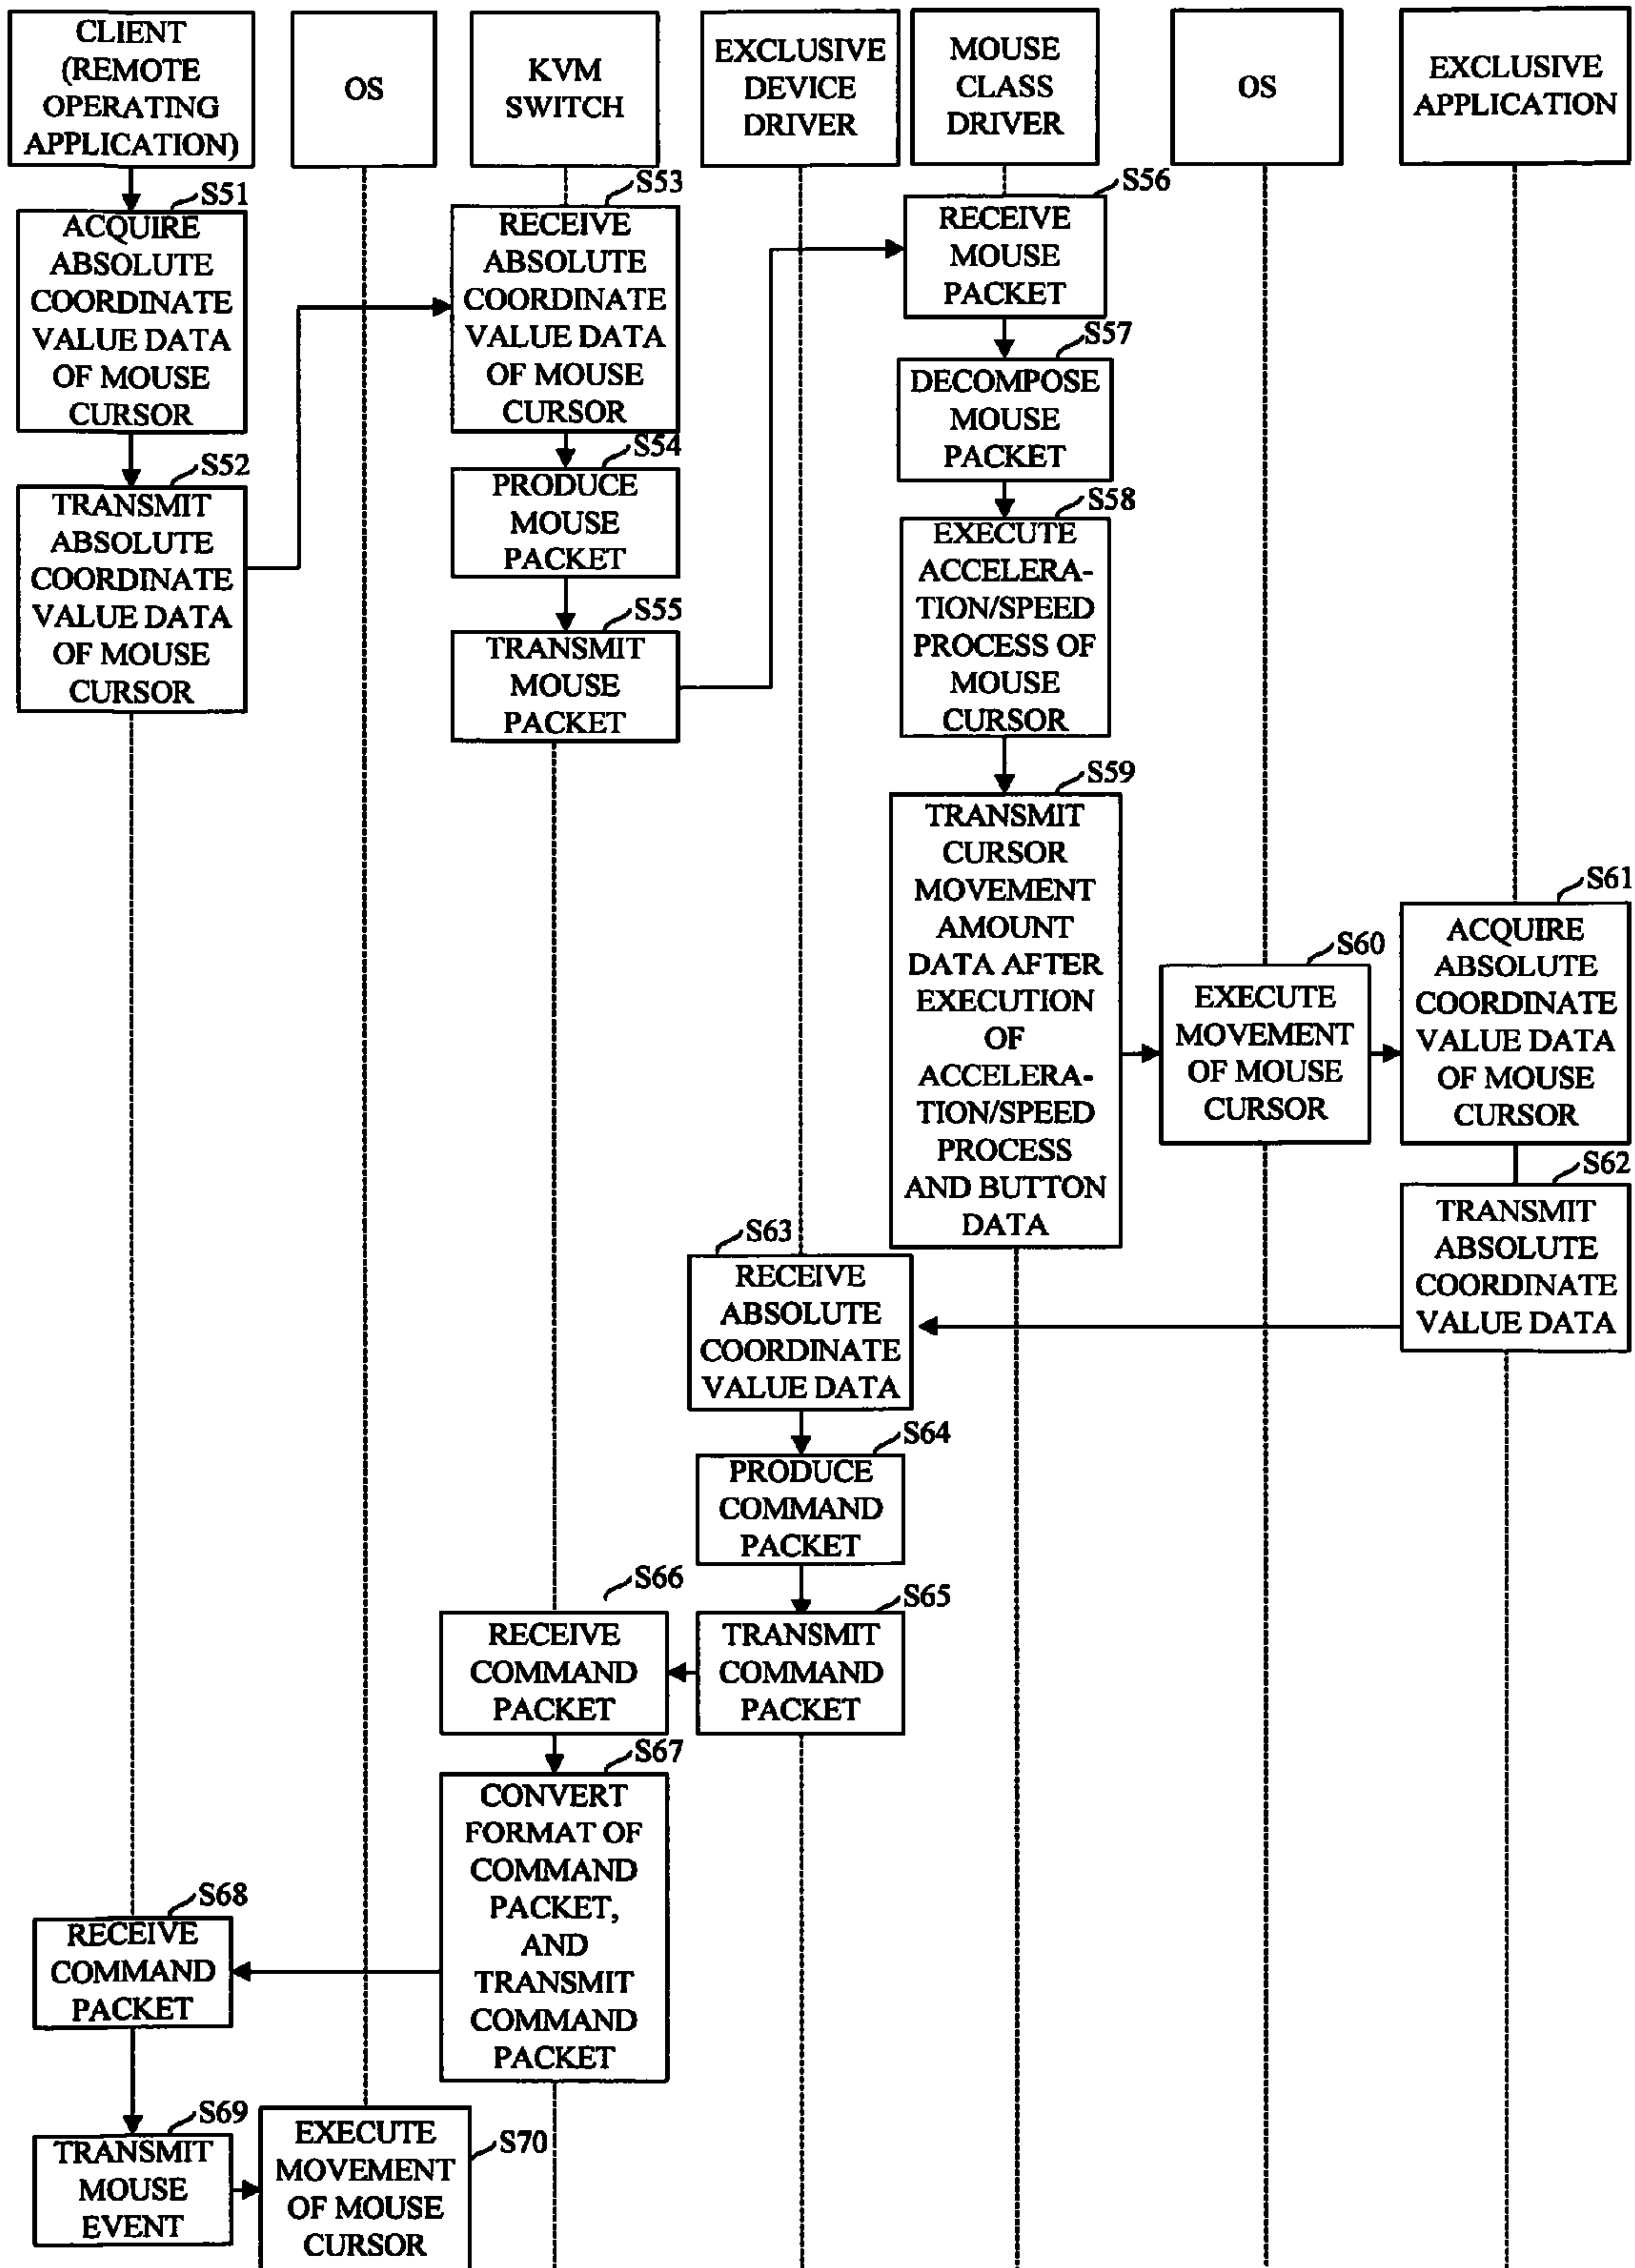 CLIENT
(REMOTE
OPERATING
APPLICATION)
OS
KVM
SWITCH
EXCLUSIVE
DEVICE
DRIVER
MOUSE
CLASS
DRIVER
OS
EXCLUSIVE
APPLICATION
S51
ACQUIRE
ABSOLUTE
COORDINATE
VALUE DATA
OF MOUSE
CURSOR
S52
TRANSMIT
ABSOLUTE
COORDINATE
VALUE DATA
OF MOUSE
CURSOR
S53
RECEIVE
ABSOLUTE
COORDINATE
VALUE DATA
OF MOUSE
CURSOR
S54
PRODUCE
MOUSE
PACKET
S55
TRANSMIT
MOUSE
PACKET
S56
RECEIVE
MOUSE
PACKET
S57
DECOMPOSE
MOUSE
PACKET
S58
EXECUTE
ACCELERA-
TION/SPEED
PROCESS OF
MOUSE
CURSOR
S59
TRANSMIT
CURSOR
MOVEMENT
AMOUNT
DATA AFTER
EXECUTION
OF
ACCELERA-
TION/SPEED
PROCESS
AND BUTTON
DATA
S60
EXECUTE
MOVEMENT
OF MOUSE
CURSOR
S61
ACQUIRE
ABSOLUTE
COORDINATE
VALUE DATA
OF MOUSE
CURSOR
S62
TRANSMIT
ABSOLUTE
COORDINATE
VALUE DATA
S63
RECEIVE
ABSOLUTE
COORDINATE
VALUE DATA
S64
PRODUCE
COMMAND
PACKET
S65
TRANSMIT
COMMAND
PACKET
S66
RECEIVE
COMMAND
PACKET
S67
CONVERT
FORMAT OF
COMMAND
PACKET,
AND
TRANSMIT
COMMAND
PACKET
S68
RECEIVE
COMMAND
PACKET
S69
TRANSMIT
MOUSE
EVENT
S70
EXECUTE
MOVEMENT
OF MOUSE
CURSOR